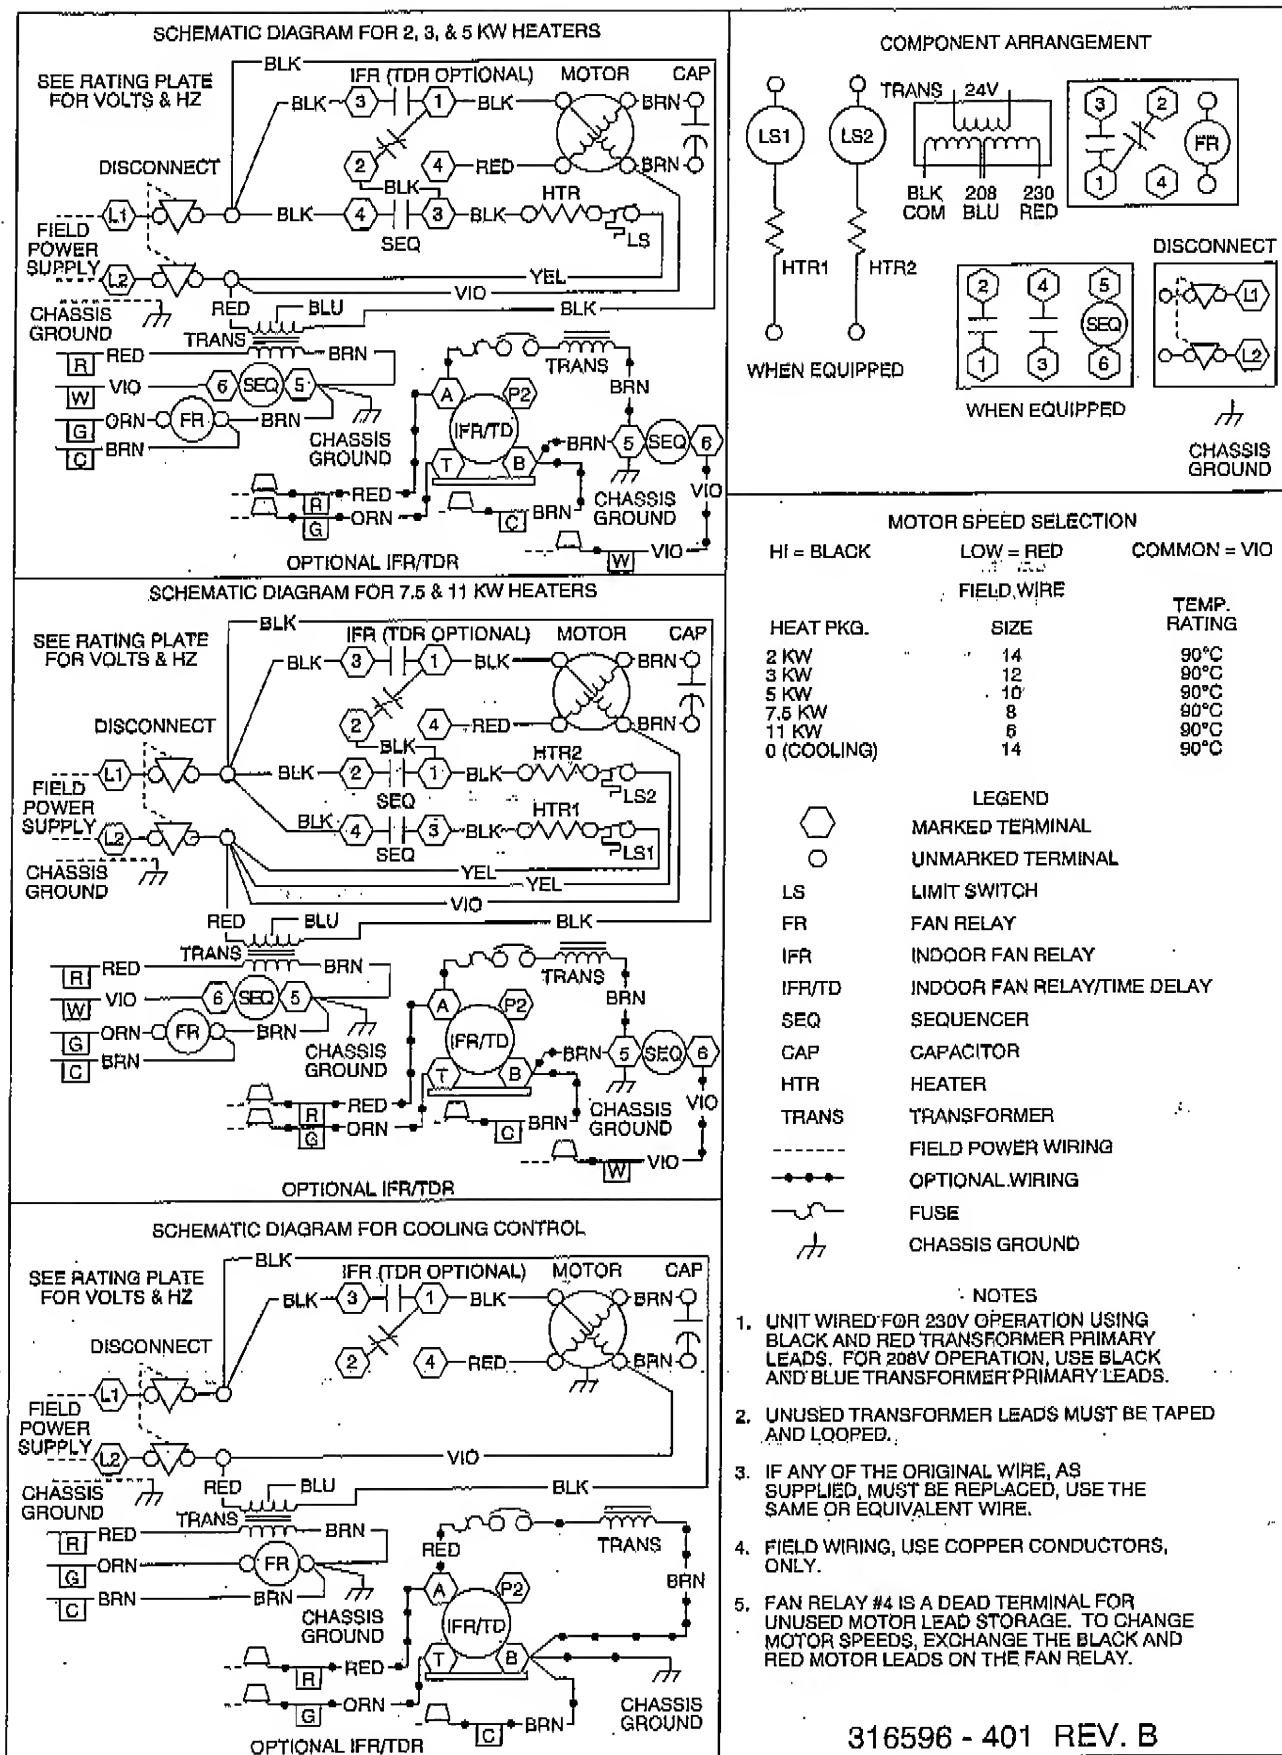 SCHEMATIC DIAGRAM FOR 2, 3, & 5 KW HEATERS
SEE RATING PLATE
FOR VOLTS & HZ
BLK
IFR (TDR OPTIONAL)
MOTOR
CAP
BLK 3 1 BLK BRN
DISCONNECT
2 4 RED BRN
BLK
HTR
L1 BLK 4 3 BLK
SEQ
LS
FIELD
POWER
SUPPLY
L2
YEL
VIO
CHASSIS
GROUND
RED BLU BLK
TRANS
R RED BRN
W VIO 6 SEQ 5
G ORN FR BRN
C BRN
CHASSIS
GROUND
TRANS
BRN
A P2
IFR/TD
T B
BRN 5 SEQ 6
CHASSIS
GROUND
VIO
R RED
G ORN
C BRN
W VIO
OPTIONAL IFR/TDR
SCHEMATIC DIAGRAM FOR 7.5 & 11 KW HEATERS
SEE RATING PLATE
FOR VOLTS & HZ
BLK
IFR (TDR OPTIONAL)
MOTOR
CAP
BLK 3 1 BLK BRN
DISCONNECT
2 4 RED BRN
BLK
HTR2
L1 BLK 2 1 BLK
SEQ
LS2
FIELD
POWER
SUPPLY
HTR1
L2 BLK 4 3 BLK
SEQ
LS1
YEL
YEL
VIO
CHASSIS
GROUND
RED BLU BLK
TRANS
R RED BRN
W VIO 6 SEQ 5
G ORN FR BRN
C BRN
CHASSIS
GROUND
TRANS
BRN
A P2
IFR/TD
T B
BRN 5 SEQ 6
CHASSIS
GROUND
VIO
R RED
G ORN
C BRN
W VIO
OPTIONAL IFR/TDR
SCHEMATIC DIAGRAM FOR COOLING CONTROL
SEE RATING PLATE
FOR VOLTS & HZ
BLK
IFR (TDR OPTIONAL)
MOTOR
CAP
BLK 3 1 BLK BRN
DISCONNECT
2 4 RED BRN
L1
FIELD
POWER
SUPPLY
L2
VIO
CHASSIS
GROUND
RED BLU BLK
TRANS
R RED BRN
G ORN FR
C BRN BRN
CHASSIS
GROUND
TRANS
RED
BRN
A P2
IFR/TD
T B
CHASSIS
GROUND
R RED
G ORN
C BRN
OPTIONAL IFR/TDR
COMPONENT ARRANGEMENT
LS1
LS2
TRANS 24V
BLK 208 230
COM BLU RED
3 2
FR
1 4
HTR1
HTR2
WHEN EQUIPPED
2 4 5
SEQ
1 3 6
WHEN EQUIPPED
DISCONNECT
L1
L2
CHASSIS
GROUND
MOTOR SPEED SELECTION
HI = BLACK LOW = RED COMMON = VIO
FIELD WIRE
HEAT PKG. SIZE TEMP. RATING
2 KW 14 90°C
3 KW 12 90°C
5 KW 10 90°C
7.5 KW 8 90°C
11 KW 6 90°C
0 (COOLING) 14 90°C
LEGEND
MARKED TERMINAL
UNMARKED TERMINAL
LS LIMIT SWITCH
FR FAN RELAY
IFR INDOOR FAN RELAY
IFR/TD INDOOR FAN RELAY/TIME DELAY
SEQ SEQUENCER
CAP CAPACITOR
HTR HEATER
TRANS TRANSFORMER
FIELD POWER WIRING
OPTIONAL WIRING
FUSE
CHASSIS GROUND
NOTES
1. UNIT WIRED FOR 230V OPERATION USING
BLACK AND RED TRANSFORMER PRIMARY
LEADS. FOR 208V OPERATION, USE BLACK
AND BLUE TRANSFORMER PRIMARY LEADS.
2. UNUSED TRANSFORMER LEADS MUST BE TAPED
AND LOOPED.
3. IF ANY OF THE ORIGINAL WIRE, AS
SUPPLIED, MUST BE REPLACED, USE THE
SAME OR EQUIVALENT WIRE.
4. FIELD WIRING, USE COPPER CONDUCTORS,
ONLY.
5. FAN RELAY #4 IS A DEAD TERMINAL FOR
UNUSED MOTOR LEAD STORAGE. TO CHANGE
MOTOR SPEEDS, EXCHANGE THE BLACK AND
RED MOTOR LEADS ON THE FAN RELAY.
316596 - 401 REV. B